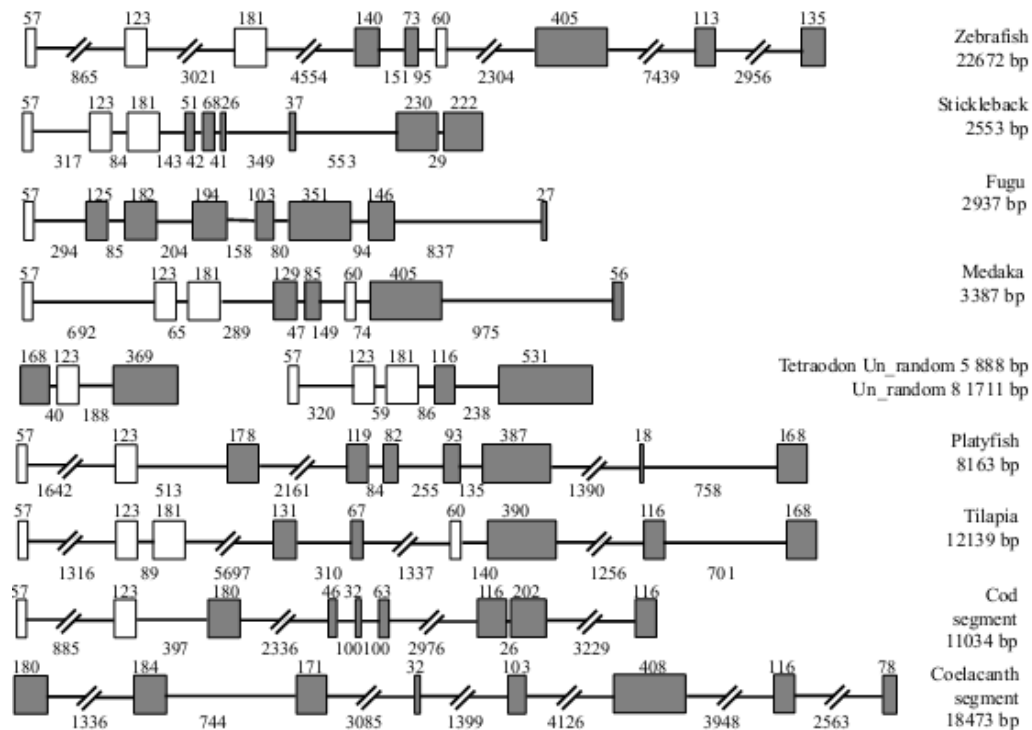 57 123 181 140 73 60 405 113 135
Zebrafish
865 3021 4554 151 95 2304 7439 2956
22672 bp
57 123 181 51 68 26 37 230 222
Stickleback
2553 bp
317 84 143 42 41 349 553 29
57 125 182 194 103 351 146 27
Fugu
2937 bp
294 85 204 158 80 94 837
57 123 181 129 85 60 405 56
Medaka
3387 bp
692 65 289 47 149 74 975
168 123 369 57 123 181 116 531
Tetraodon Un_random 5 888 bp
Un_random 8 1711 bp
40 188 320 59 86 238
57 123 178 119 82 93 387 18 168
Platyfish
8163 bp
1642 513 2161 84 255 135 1390 758
57 123 181 131 67 60 390 116 168
Tilapia
12139 bp
1316 89 5697 310 1337 140 1256 701
57 123 180 46 32 63 116 202 116
Cod
segment
11034 bp
885 397 2336 100 100 2976 26 3229
180 184 171 32 103 408 116 78
Coelacanth
segment
18473 bp
1336 744 3085 1399 4126 3948 2563